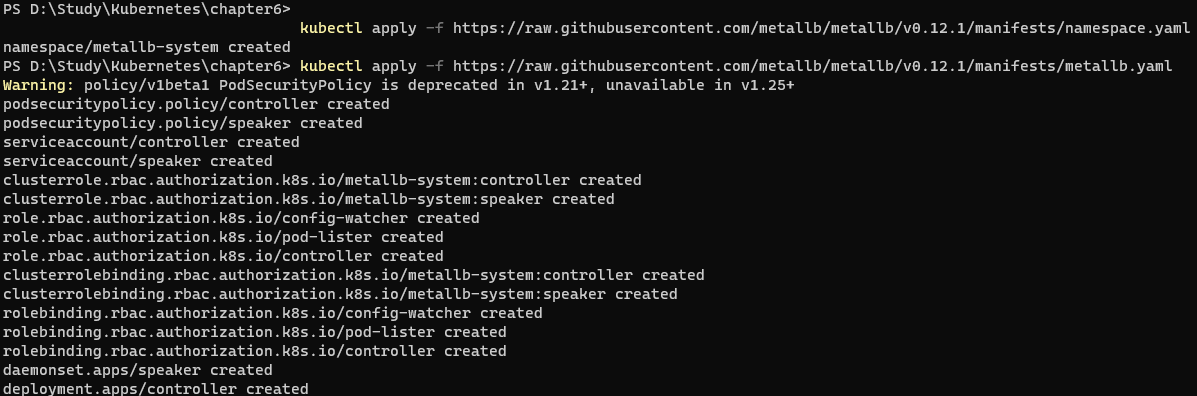 PS D:\Study\Kubernetes\chapter6>
kubectl apply -f https://raw.githubusercontent.com/metallb/metallb/v0.12.1/manifests/namespace.yaml
namespace/metallb-system created
PS D:\Study\Kubernetes\chapter6> kubectl apply -f https://raw.githubusercontent.com/metallb/metallb/v0.12.1/manifests/metallb.yaml
Warning: policy/v1beta1 PodSecurityPolicy is deprecated in v1.21+, unavailable in v1.25+
podsecuritypolicy.policy/controller created
podsecuritypolicy.policy/speaker created
serviceaccount/controller created
serviceaccount/speaker created
clusterrole.rbac.authorization.k8s.io/metallb-system:controller created
clusterrole.rbac.authorization.k8s.io/metallb-system:speaker created
role.rbac.authorization.k8s.io/config-watcher created
role.rbac.authorization.k8s.io/pod-lister created
role.rbac.authorization.k8s.io/controller created
clusterrolebinding.rbac.authorization.k8s.io/metallb-system:controller created
clusterrolebinding.rbac.authorization.k8s.io/metallb-system:speaker created
rolebinding.rbac.authorization.k8s.io/config-watcher created
rolebinding.rbac.authorization.k8s.io/pod-lister created
rolebinding.rbac.authorization.k8s.io/controller created
daemonset.apps/speaker created
deployment.apps/controller created